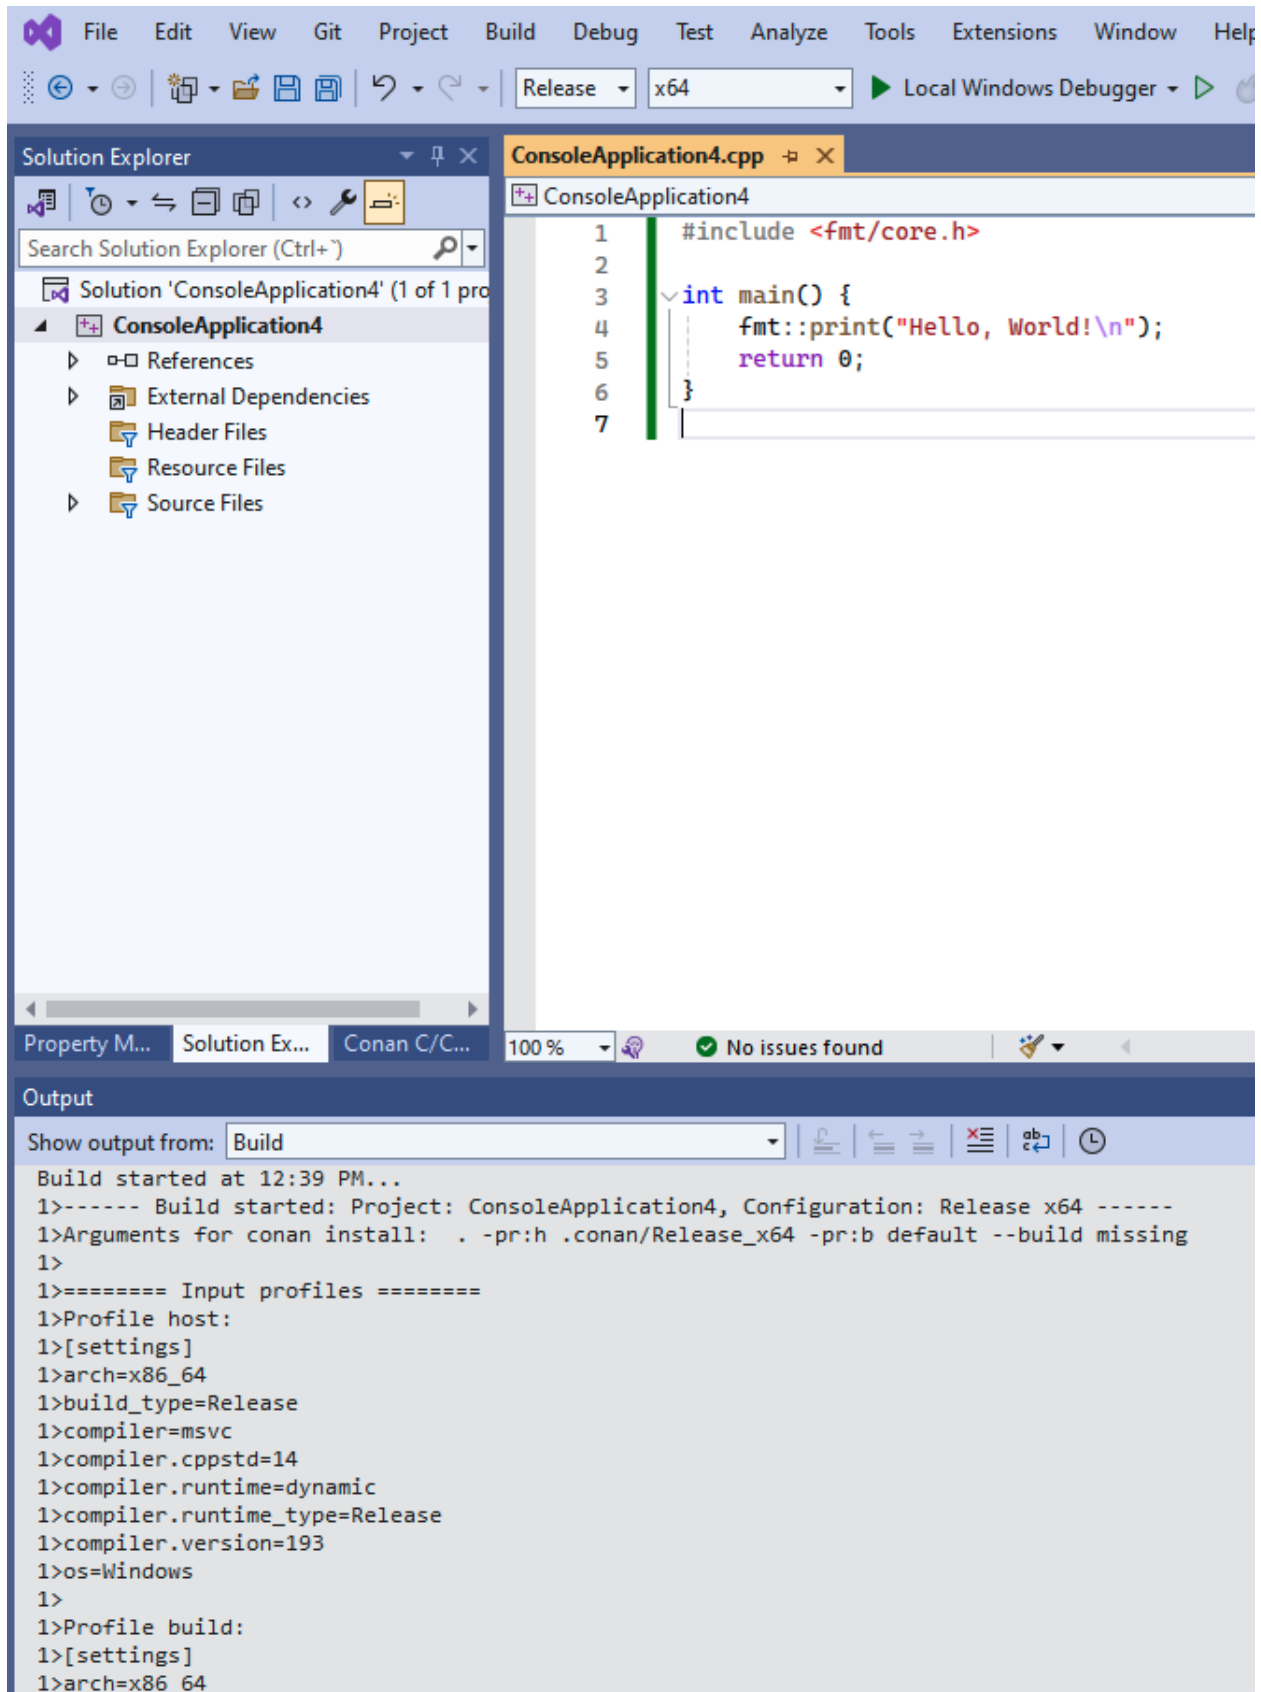 File Edit View Git Project Build Debug Test Analyze Tools Extensions Window Help
Release x64 Local Windows Debugger
Solution Explorer
Search Solution Explorer (Ctrl+`)
Solution 'ConsoleApplication4' (1 of 1 pro
ConsoleApplication4
References
External Dependencies
Header Files
Resource Files
Source Files
Property M... Solution Ex... Conan C/C...
ConsoleApplication4.cpp
ConsoleApplication4
1 #include <fmt/core.h>
2
3 int main() {
4 fmt::print("Hello, World!\n");
5 return 0;
6 }
7
100 % No issues found
Output
Show output from: Build
Build started at 12:39 PM...
1>------ Build started: Project: ConsoleApplication4, Configuration: Release x64 ------
1>Arguments for conan install:  . -pr:h .conan/Release_x64 -pr:b default --build missing
1>
1>======== Input profiles ========
1>Profile host:
1>[settings]
1>arch=x86_64
1>build_type=Release
1>compiler=msvc
1>compiler.cppstd=14
1>compiler.runtime=dynamic
1>compiler.runtime_type=Release
1>compiler.version=193
1>os=Windows
1>
1>Profile build:
1>[settings]
1>arch=x86_64